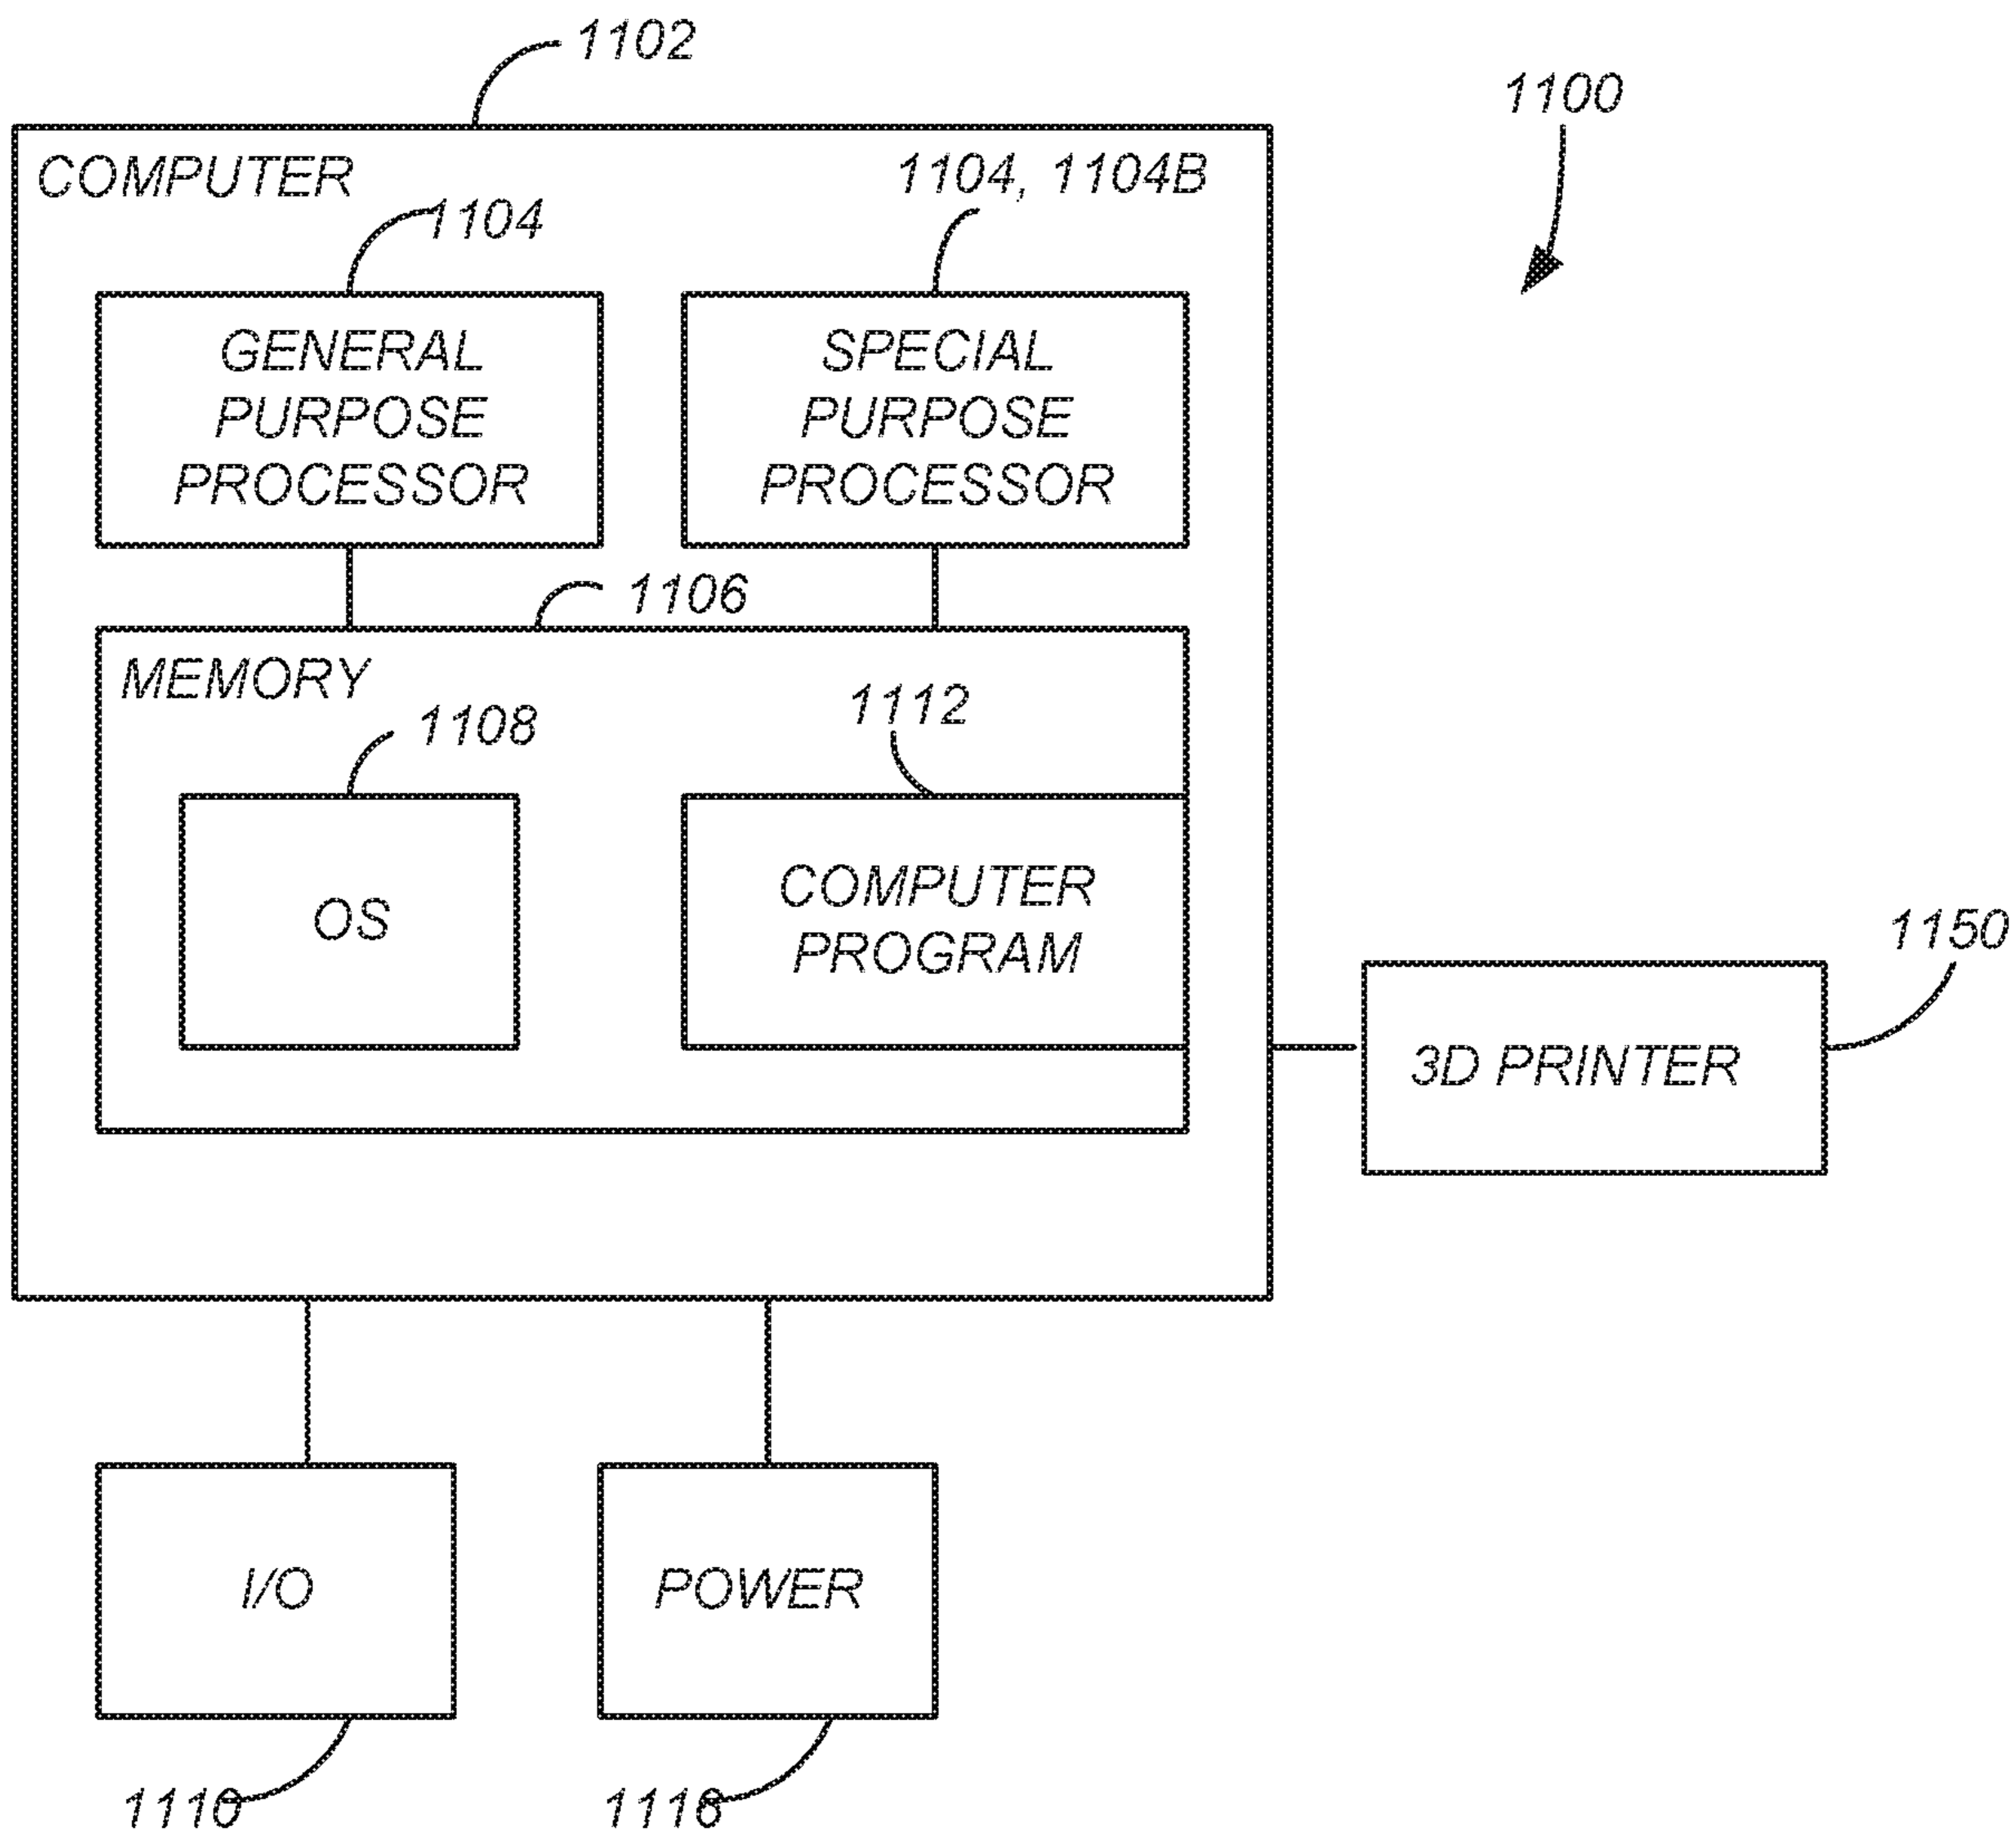 1102
1100
COMPUTER
1104, 1104B
1104
GENERAL
PURPOSE
PROCESSOR
SPECIAL
PURPOSE
PROCESSOR
1106
MEMORY
1108
1112
OS
COMPUTER
PROGRAM
1150
3D PRINTER
I/O
POWER
1110
1116